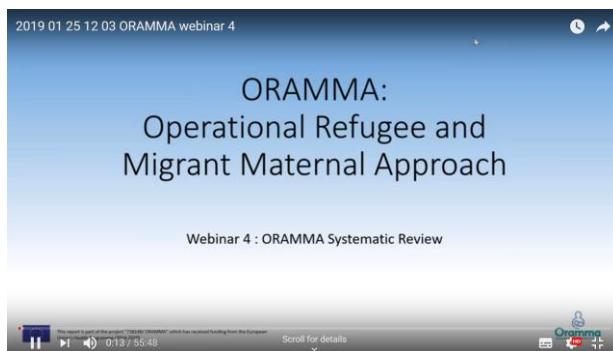 2019 01 25 12 03 ORAMMA webinar 4
ORAMMA:
Operational Refugee and
Migrant Maternal Approach
Webinar 4 : ORAMMA Systematic Review
This report is part of the project "738148/ ORAMMA" which has received funding from the European
Oramma
0:13 / 55:48
Scroll for details
HD